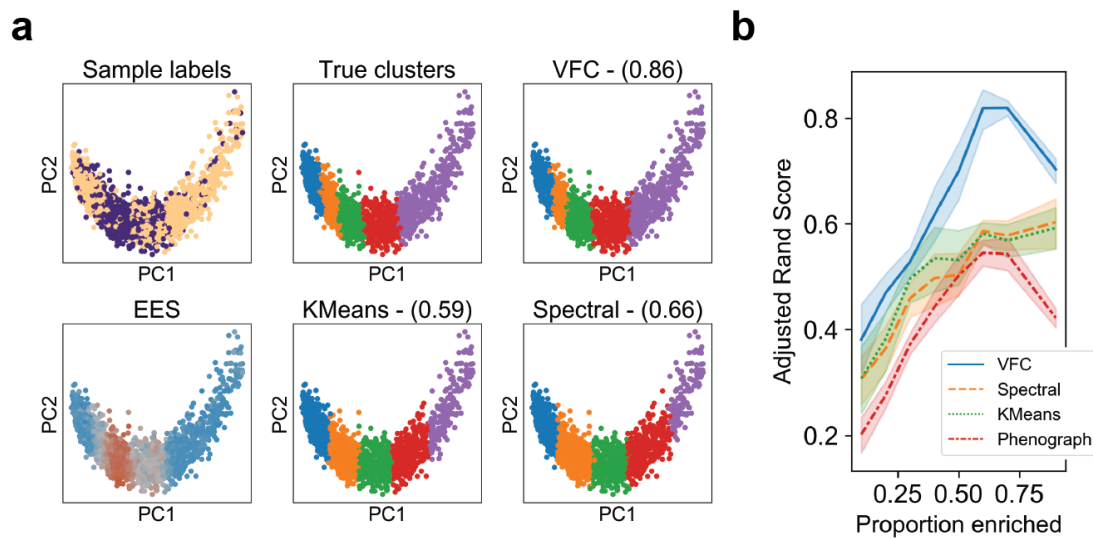 a
Sample labels
True clusters
VFC - (0.86)
PC2
PC1
PC2
PC1
PC2
PC1
EES
KMeans - (0.59)
Spectral - (0.66)
PC2
PC1
PC2
PC1
PC2
PC1
b
Adjusted Rand Score
0.8
0.6
0.4
0.2
VFC
Spectral
KMeans
Phenograph
0.25 0.50 0.75
Proportion enriched